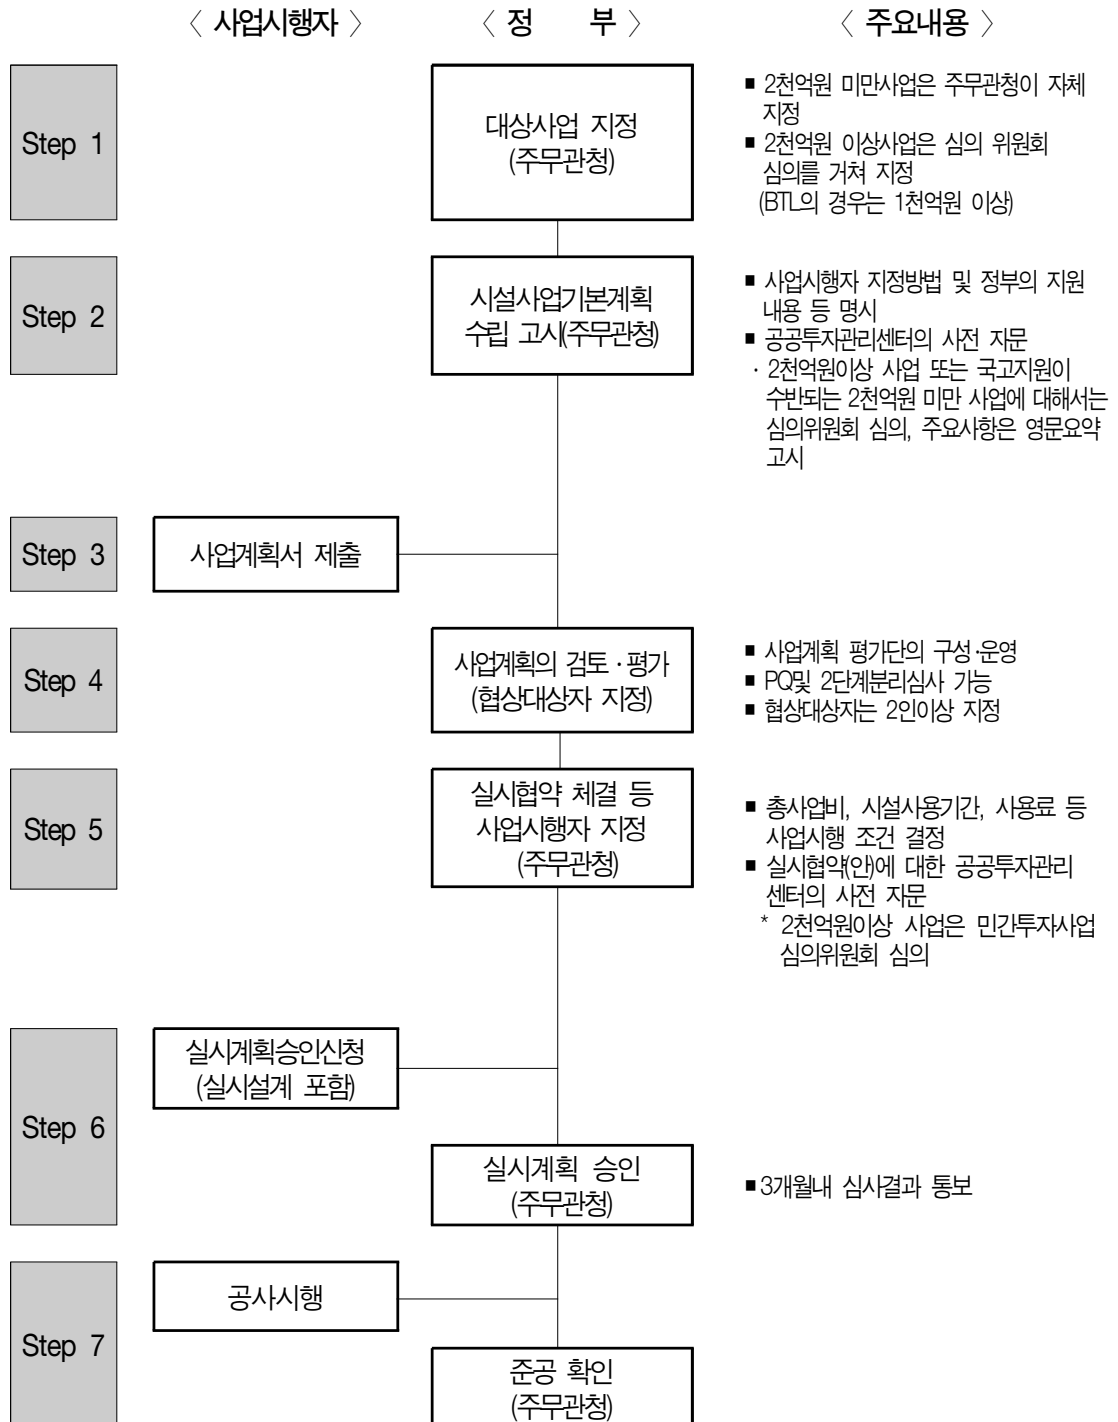 〈 사업시행자 〉 〈 정 부 〉 〈 주요내용 〉
Step 1
대상사업 지정
(주무관청)
■ 2천억원 미만사업은 주무관청이 자체
지정
■ 2천억원 이상사업은 심의 위원회
심의를 거쳐 지정
(BTL의 경우는 1천억원 이상)
Step 2
시설사업기본계획
수립 고시(주무관청)
■ 사업시행자 지정방법 및 정부의 지원
내용 등 명시
■ 공공투자관리센터의 사전 자문
· 2천억원이상 사업 또는 국고지원이
수반되는 2천억원 미만 사업에 대해서는
심의위원회 심의, 주요사항은 영문요약
고시
Step 3
사업계획서 제출
Step 4
사업계획의 검토·평가
(협상대상자 지정)
■ 사업계획 평가단의 구성·운영
■ PQ및 2단계분리심사 가능
■ 협상대상자는 2인이상 지정
Step 5
실시협약 체결 등
사업시행자 지정
(주무관청)
■ 총사업비, 시설사용기간, 사용료 등
사업시행 조건 결정
■ 실시협약(안)에 대한 공공투자관리
센터의 사전 자문
* 2천억원이상 사업은 민간투자사업
심의위원회 심의
Step 6
실시계획승인신청
(실시설계 포함)
실시계획 승인
(주무관청)
■ 3개월내 심사결과 통보
Step 7
공사시행
준공 확인
(주무관청)